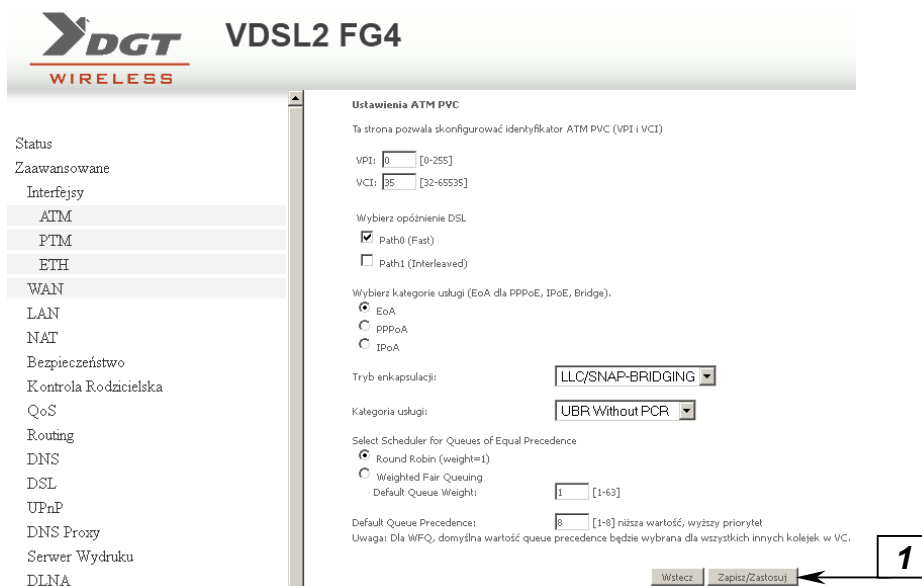 DGT
WIRELESS
VDSL2 FG4
Status
Zaawansowane
Interfejsy
ATM
PTM
ETH
WAN
LAN
NAT
Bezpieczeństwo
Kontrola Rodzicielska
QoS
Routing
DNS
DSL
UPnP
DNS Proxy
Serwer Wydruku
DLNA
Ustawienia ATM PVC
Ta strona pozwala skonfigurować identyfikator ATM PVC (VPI i VCI)
VPI: 0 [0-255]
VCI: 35 [32-65535]
Wybierz opóźnienie DSL
Path0 (Fast)
Path1 (Interleaved)
Wybierz kategorie usługi (EoA dla PPPoE, IPoE, Bridge).
EoA
PPPoA
IPoA
Tryb enkapsulacji: LLC/SNAP-BRIDGING
Kategoria usługi: UBR Without PCR
Select Scheduler for Queues of Equal Precedence
Round Robin (weight=1)
Weighted Fair Queuing
Default Queue Weight: 1 [1-63]
Default Queue Precedence: 8 [1-8] niższa wartość, wyższy priorytet
Uwaga: Dla WFQ, domyślna wartość queue precedence będzie wybrana dla wszystkich innych kolejek w VC.
Wstecz Zapisz/Zastosuj
1